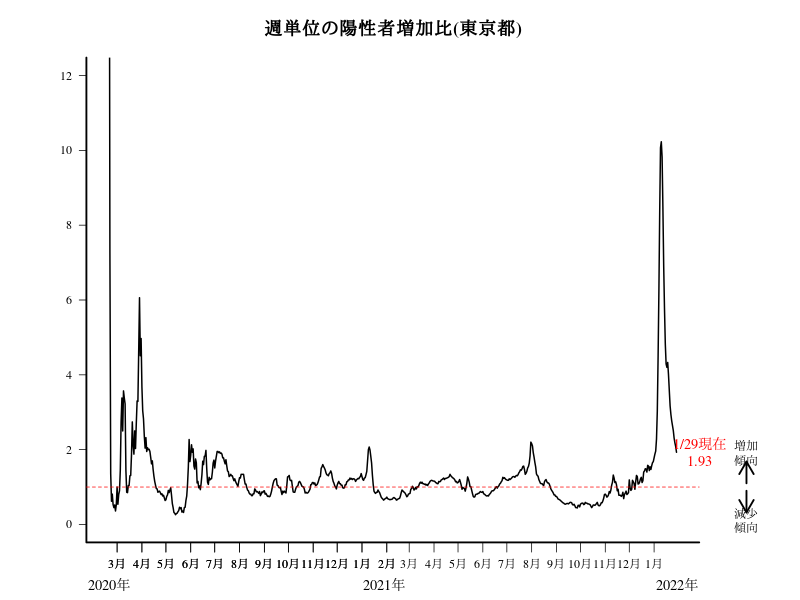 週単位の陽性者増加比(東京都)
12
10
8
6
4
2
0
1/29現在
1.93
増加
傾向
減少
傾向
3月 4月 5月 6月 7月 8月 9月 10月 11月 12月 1月 2月 3月 4月 5月 6月 7月 8月 9月 10月 11月 12月 1月
2020年 2021年 2022年